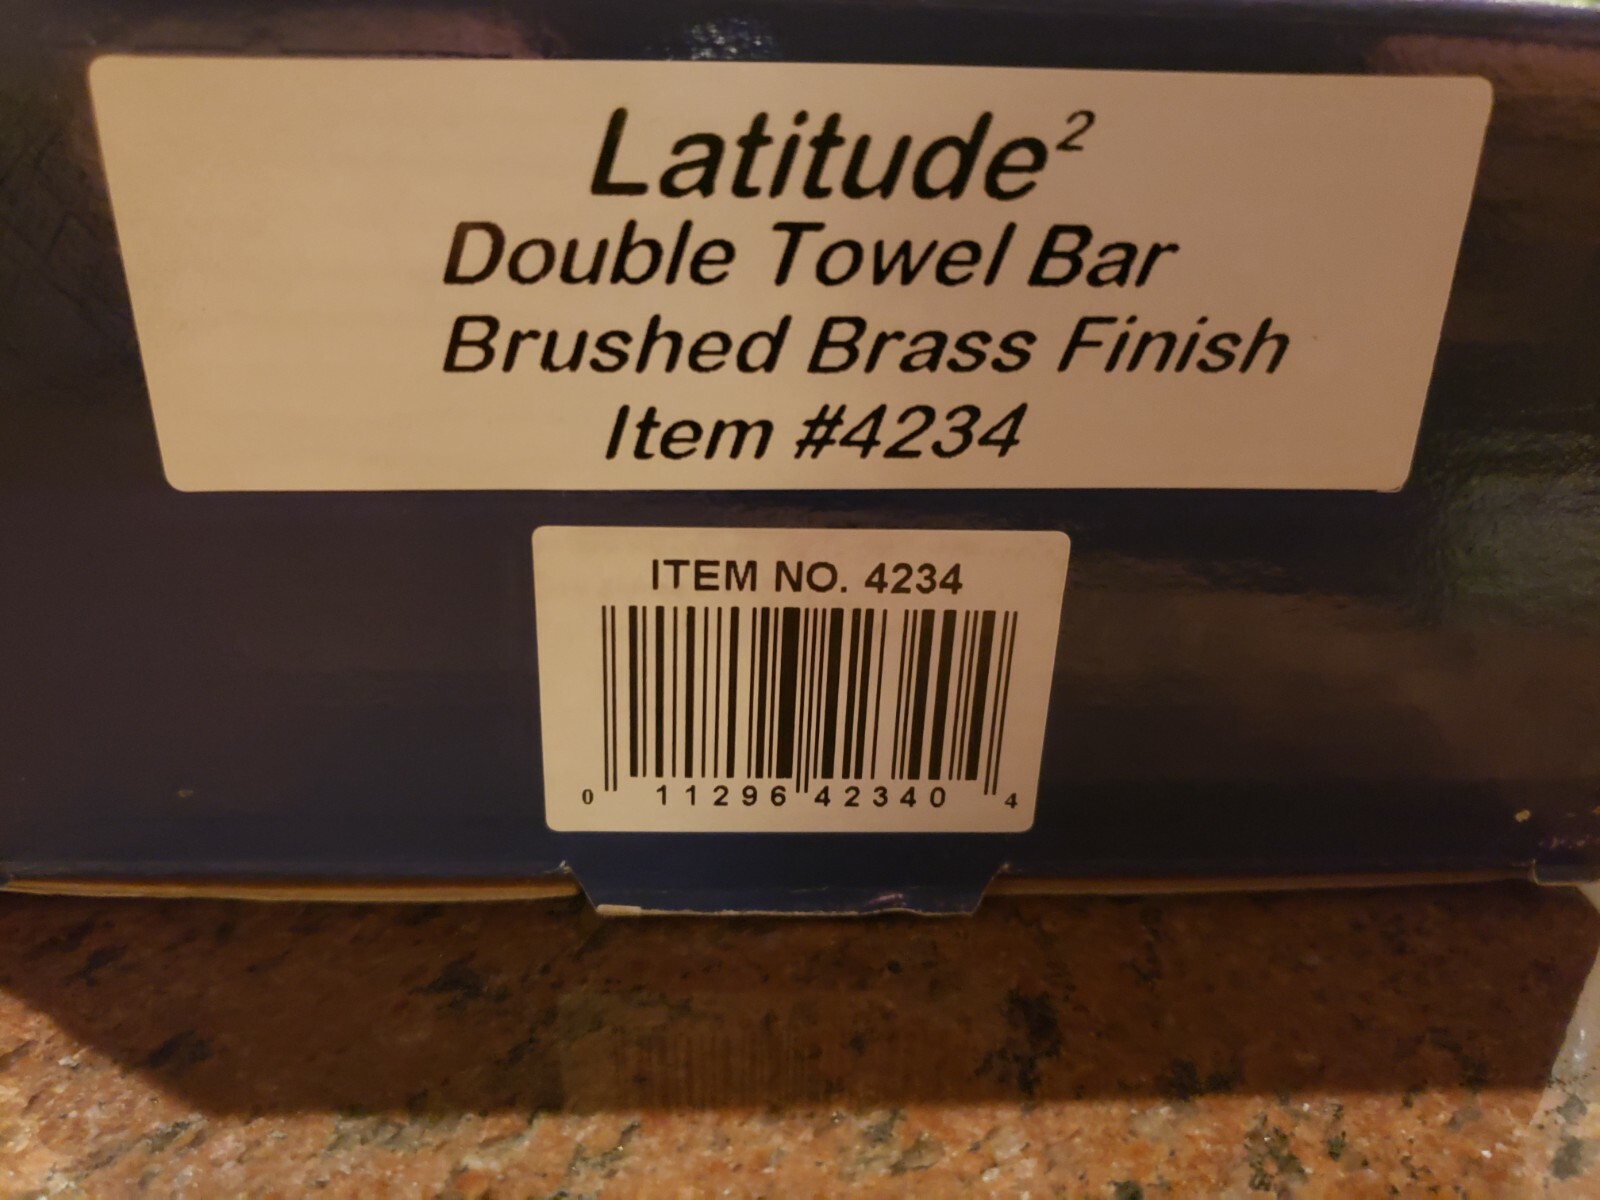 Latitude²
Double Towel Bar
Brushed Brass Finish
Item #4234
ITEM NO. 4234
0 11296 42340 4